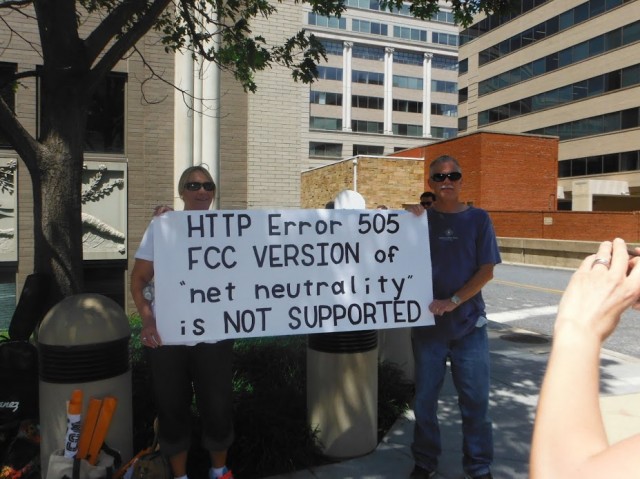 HTTP Error 505
FCC VERSION of
"net neutrality"
is NOT SUPPORTED